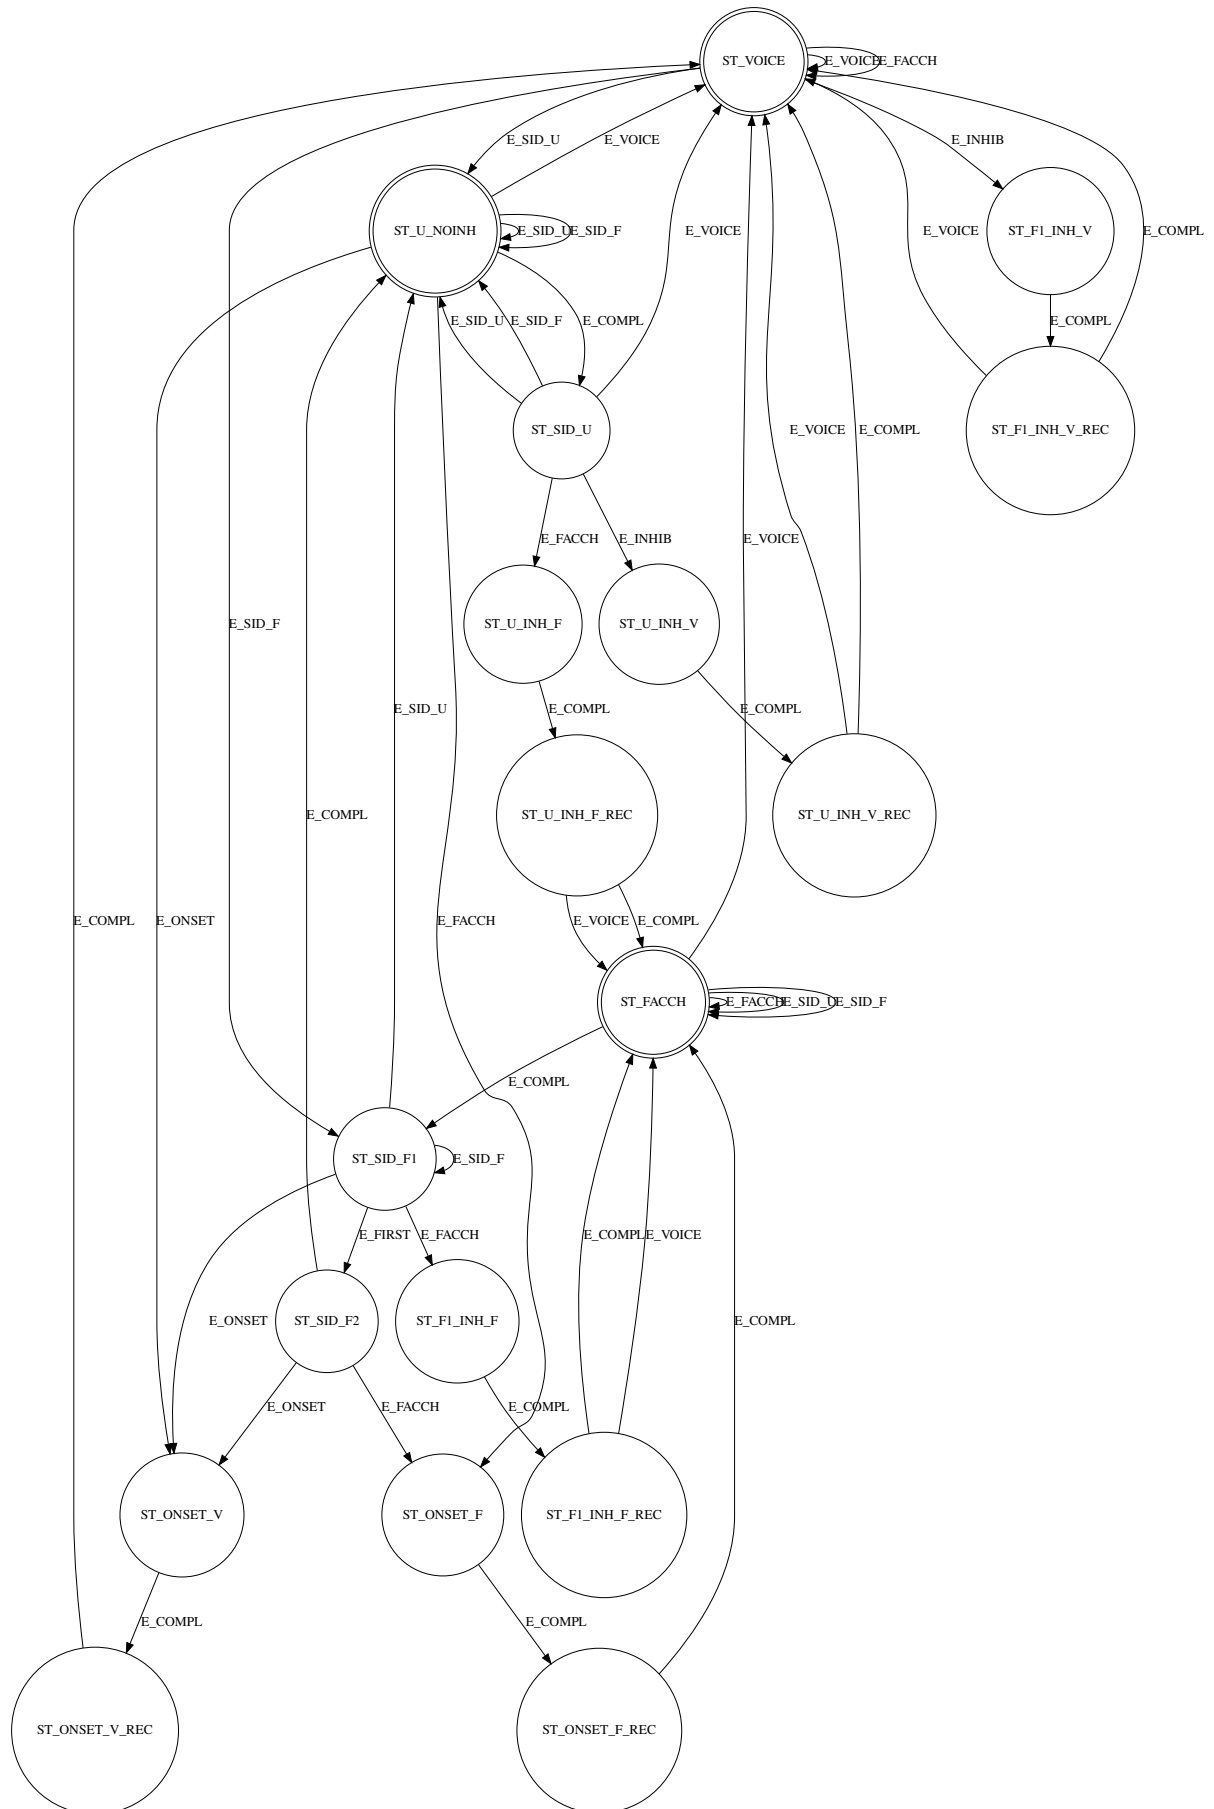 ST_VOICE
E_VOICE
E_FACCH
E_SID_U
E_VOICE
E_INHIB
ST_U_NOINH
E_SID_U
E_SID_F
E_VOICE
E_VOICE
ST_F1_INH_V
E_COMPL
E_SID_U
E_SID_F
E_COMPL
E_COMPL
ST_SID_U
E_VOICE
E_COMPL
ST_F1_INH_V_REC
E_FACCH
E_INHIB
E_VOICE
E_SID_F
ST_U_INH_F
ST_U_INH_V
E_SID_U
E_COMPL
E_COMPL
E_COMPL
ST_U_INH_F_REC
ST_U_INH_V_REC
E_COMPL
E_ONSET
E_FACCH
E_VOICE
E_COMPL
ST_FACCH
E_FACCH
E_SID_U
E_SID_F
E_COMPL
ST_SID_F1
E_SID_F
E_FIRST
E_FACCH
E_COMPL
E_VOICE
E_ONSET
ST_SID_F2
ST_F1_INH_F
E_COMPL
E_ONSET
E_FACCH
E_COMPL
ST_ONSET_V
ST_ONSET_F
ST_F1_INH_F_REC
E_COMPL
E_COMPL
ST_ONSET_V_REC
ST_ONSET_F_REC